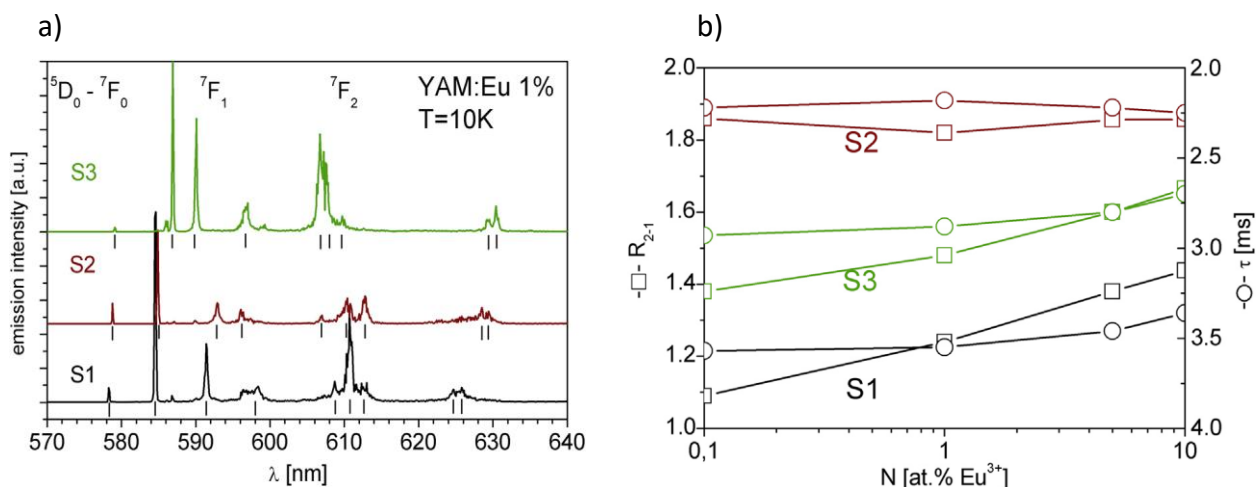 a)
⁵D₀ - ⁷F₀
⁷F₁
⁷F₂
YAM:Eu 1%
T=10K
S3
S2
S1
emission intensity [a.u.]
570 580 590 600 610 620 630 640
λ [nm]
b)
2.0
1.8
1.6
1.4
1.2
1.0
-□- R₂₋₁
S2
S3
S1
2.0
2.5
3.0
3.5
4.0
-○- τ [ms]
0,1 1 10
N [at.% Eu³⁺]